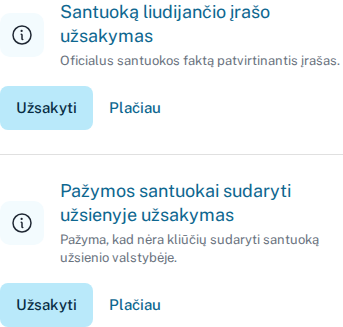 Santuoką liudijančio įrašo
užsakymas
Oficialus santuokos faktą patvirtinantis įrašas.
Užsakyti
Plačiau
Pažymos santuokai sudaryti
užsienyje užsakymas
Pažyma, kad nėra kliūčių sudaryti santuoką
užsienio valstybėje.
Užsakyti
Plačiau